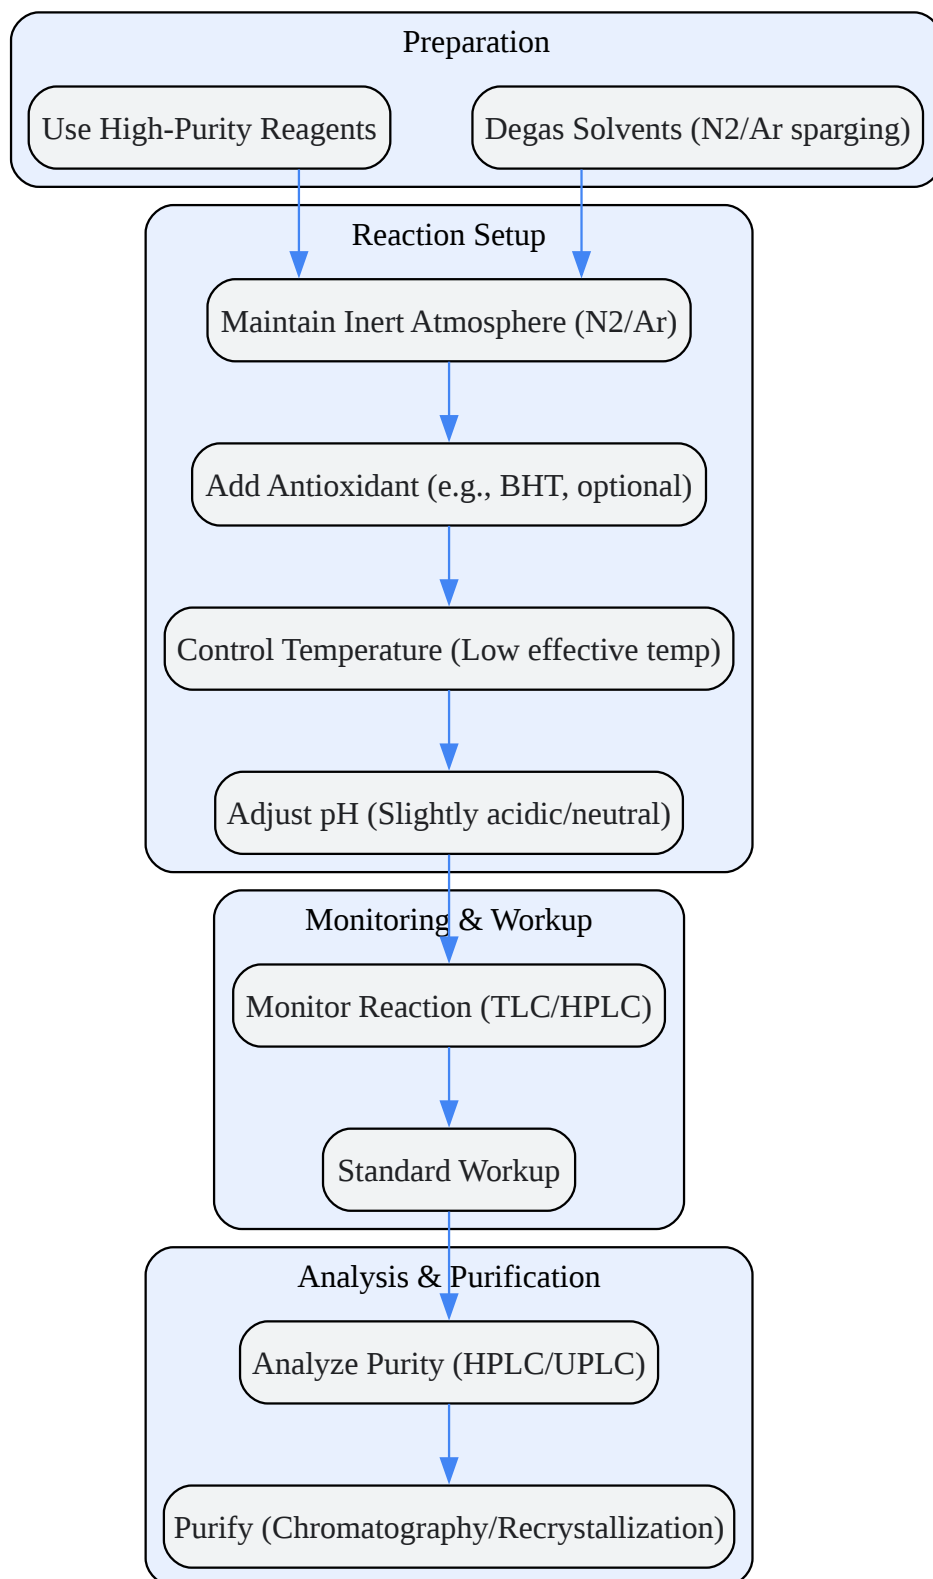 Preparation
Use High-Purity Reagents
Degas Solvents (N2/Ar sparging)
Reaction Setup
Maintain Inert Atmosphere (N2/Ar)
Add Antioxidant (e.g., BHT, optional)
Control Temperature (Low effective temp)
Adjust pH (Slightly acidic/neutral)
Monitoring & Workup
Monitor Reaction (TLC/HPLC)
Standard Workup
Analysis & Purification
Analyze Purity (HPLC/UPLC)
Purify (Chromatography/Recrystallization)